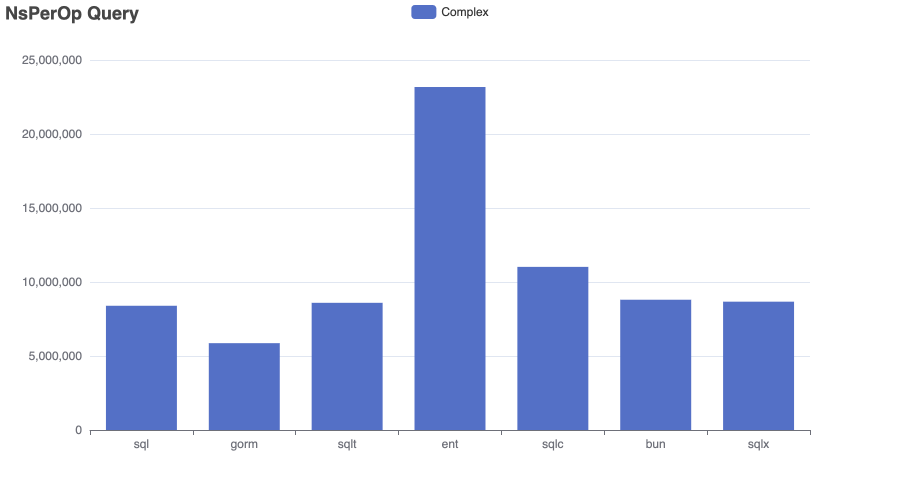 NsPerOp Query
Complex
25,000,000
20,000,000
15,000,000
10,000,000
5,000,000
0
sql gorm sqlt ent sqlc bun sqlx